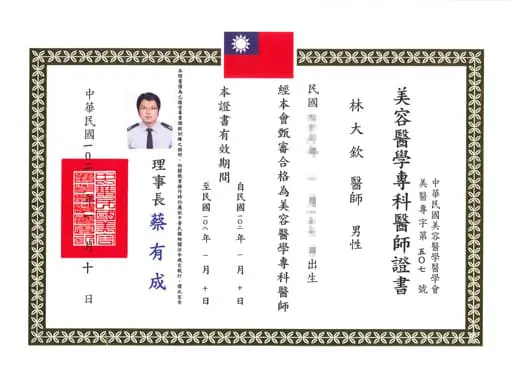 美容醫學專科醫師證書
中華民國美容醫學醫學會
美醫專字第五〇七號
林大欽 醫師 男性
民國
出生
經本會甄審合格為美容醫學專科醫師
本證書有效期間
自民國一〇二年一月十日
至民國一〇八年一月十日
理事長 蔡有成
中華民國一〇二年一月十日